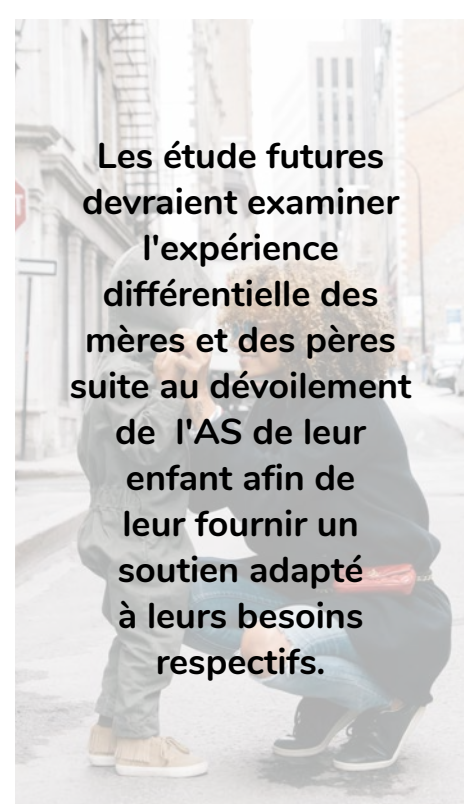 Les étude futures
devraient examiner
l'expérience
différentielle des
mères et des pères
suite au dévoilement
de  l'AS de leur
enfant afin de
leur fournir un
soutien adapté
à leurs besoins
respectifs.